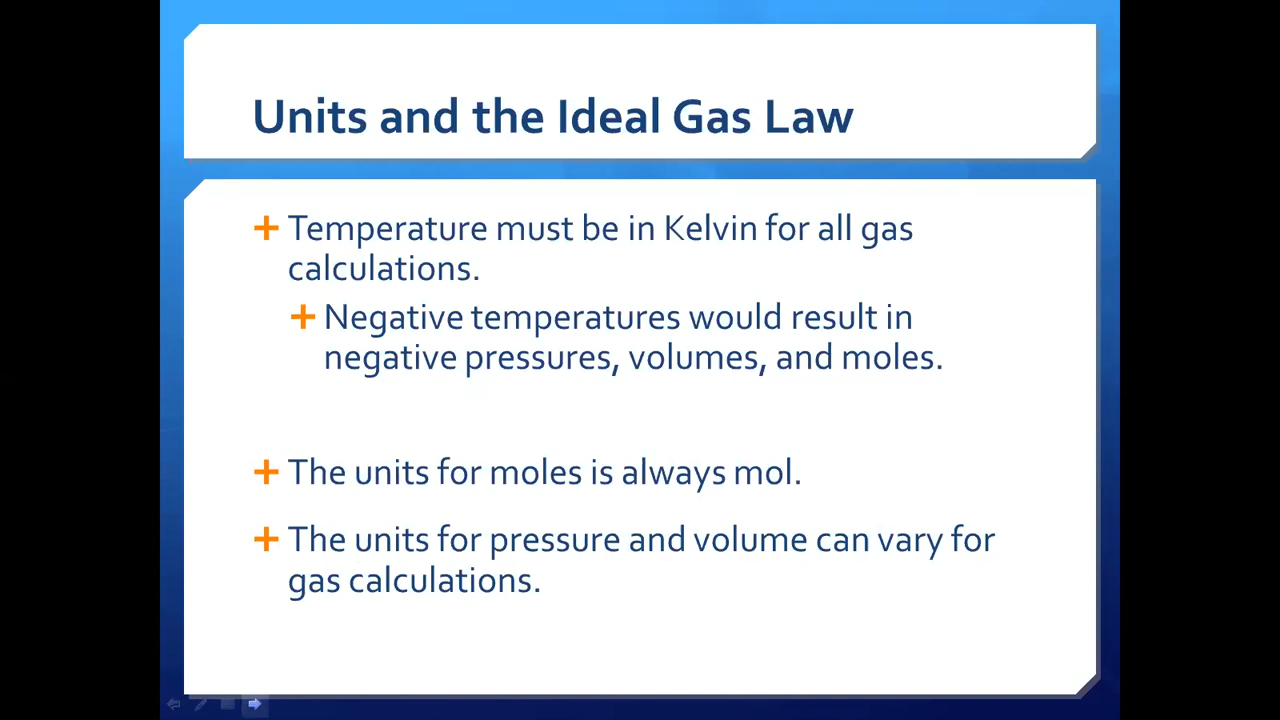 Units and the Ideal Gas Law
Temperature must be in Kelvin for all gas
calculations.
Negative temperatures would result in
negative pressures, volumes, and moles.
The units for moles is always mol.
The units for pressure and volume can vary for
gas calculations.